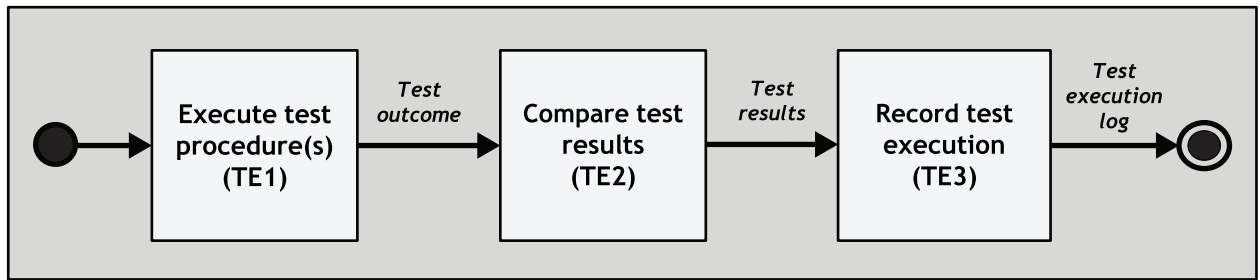 Execute test
procedure(s)
(TE1)
Test
outcome
Compare test
results
(TE2)
Test
results
Record test
execution
(TE3)
Test
execution
log